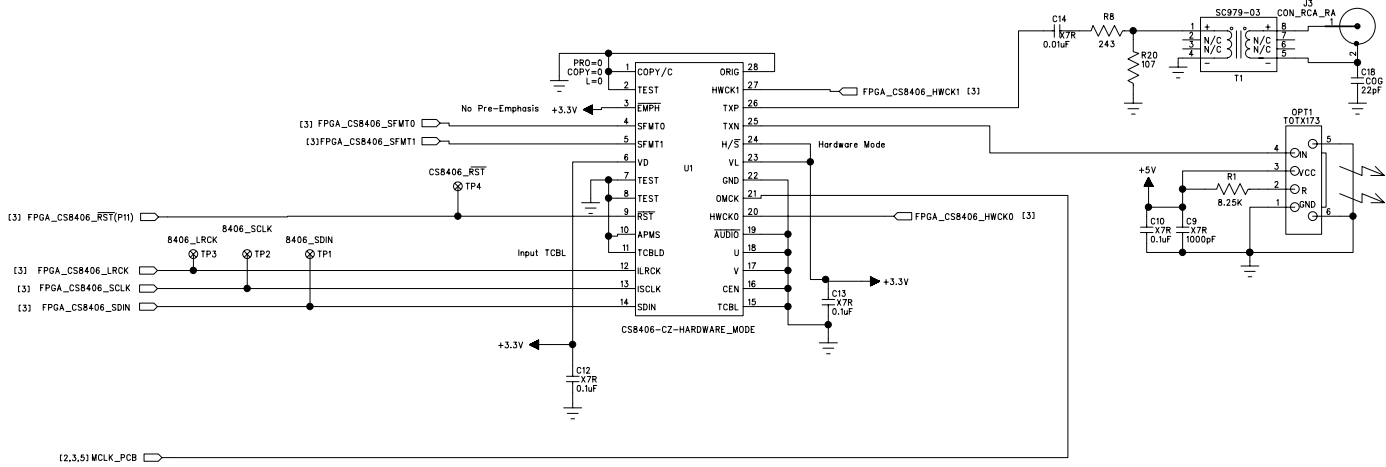 J3
SC979-03
CON_RCA_RA
C14
X7R
0.01uF
R8
243
1 + + 8
2 N/C N/C 7
3 N/C N/C 6
4 - - 5
T1
1
2
R20
107
C18
COG
22pF
PRO=0
COPY=0
L=0
1 COPY/C
2 TEST
3 EMPH
4 SFMT0
5 SFMT1
6 VD
7 TEST
8 TEST
9 RST
10 APMS
11 TCBLD
12 ILRCK
13 ISCLK
14 SDIN
ORIG 28
HWCK1 27
TXP 26
TXN 25
H/S 24
VL 23
GND 22
OMCK 21
HWCK0 20
AUDIO 19
U 18
V 17
CEN 16
TCBL 15
U1
CS8406-CZ-HARDWARE_MODE
No Pre-Emphasis +3.3V
FPGA_CS8406_HWCK1 [3]
[3] FPGA_CS8406_SFMT0
[3]FPGA_CS8406_SFMT1
Hardware Mode
OPT1
TOTX173
4 IN
3 VCC
2 R
1 GND
5
6
+5V
R1
8.25K
C10
X7R
0.1uF
C9
X7R
1000pF
CS8406_RST
TP4
[3] FPGA_CS8406_RST(P11)
FPGA_CS8406_HWCK0 [3]
8406_LRCK
TP3
8406_SCLK
TP2
8406_SDIN
TP1
Input TCBL
[3] FPGA_CS8406_LRCK
[3] FPGA_CS8406_SCLK
[3] FPGA_CS8406_SDIN
C13
X7R
0.1uF
+3.3V
+3.3V
C12
X7R
0.1uF
[2,3,5] MCLK_PCB